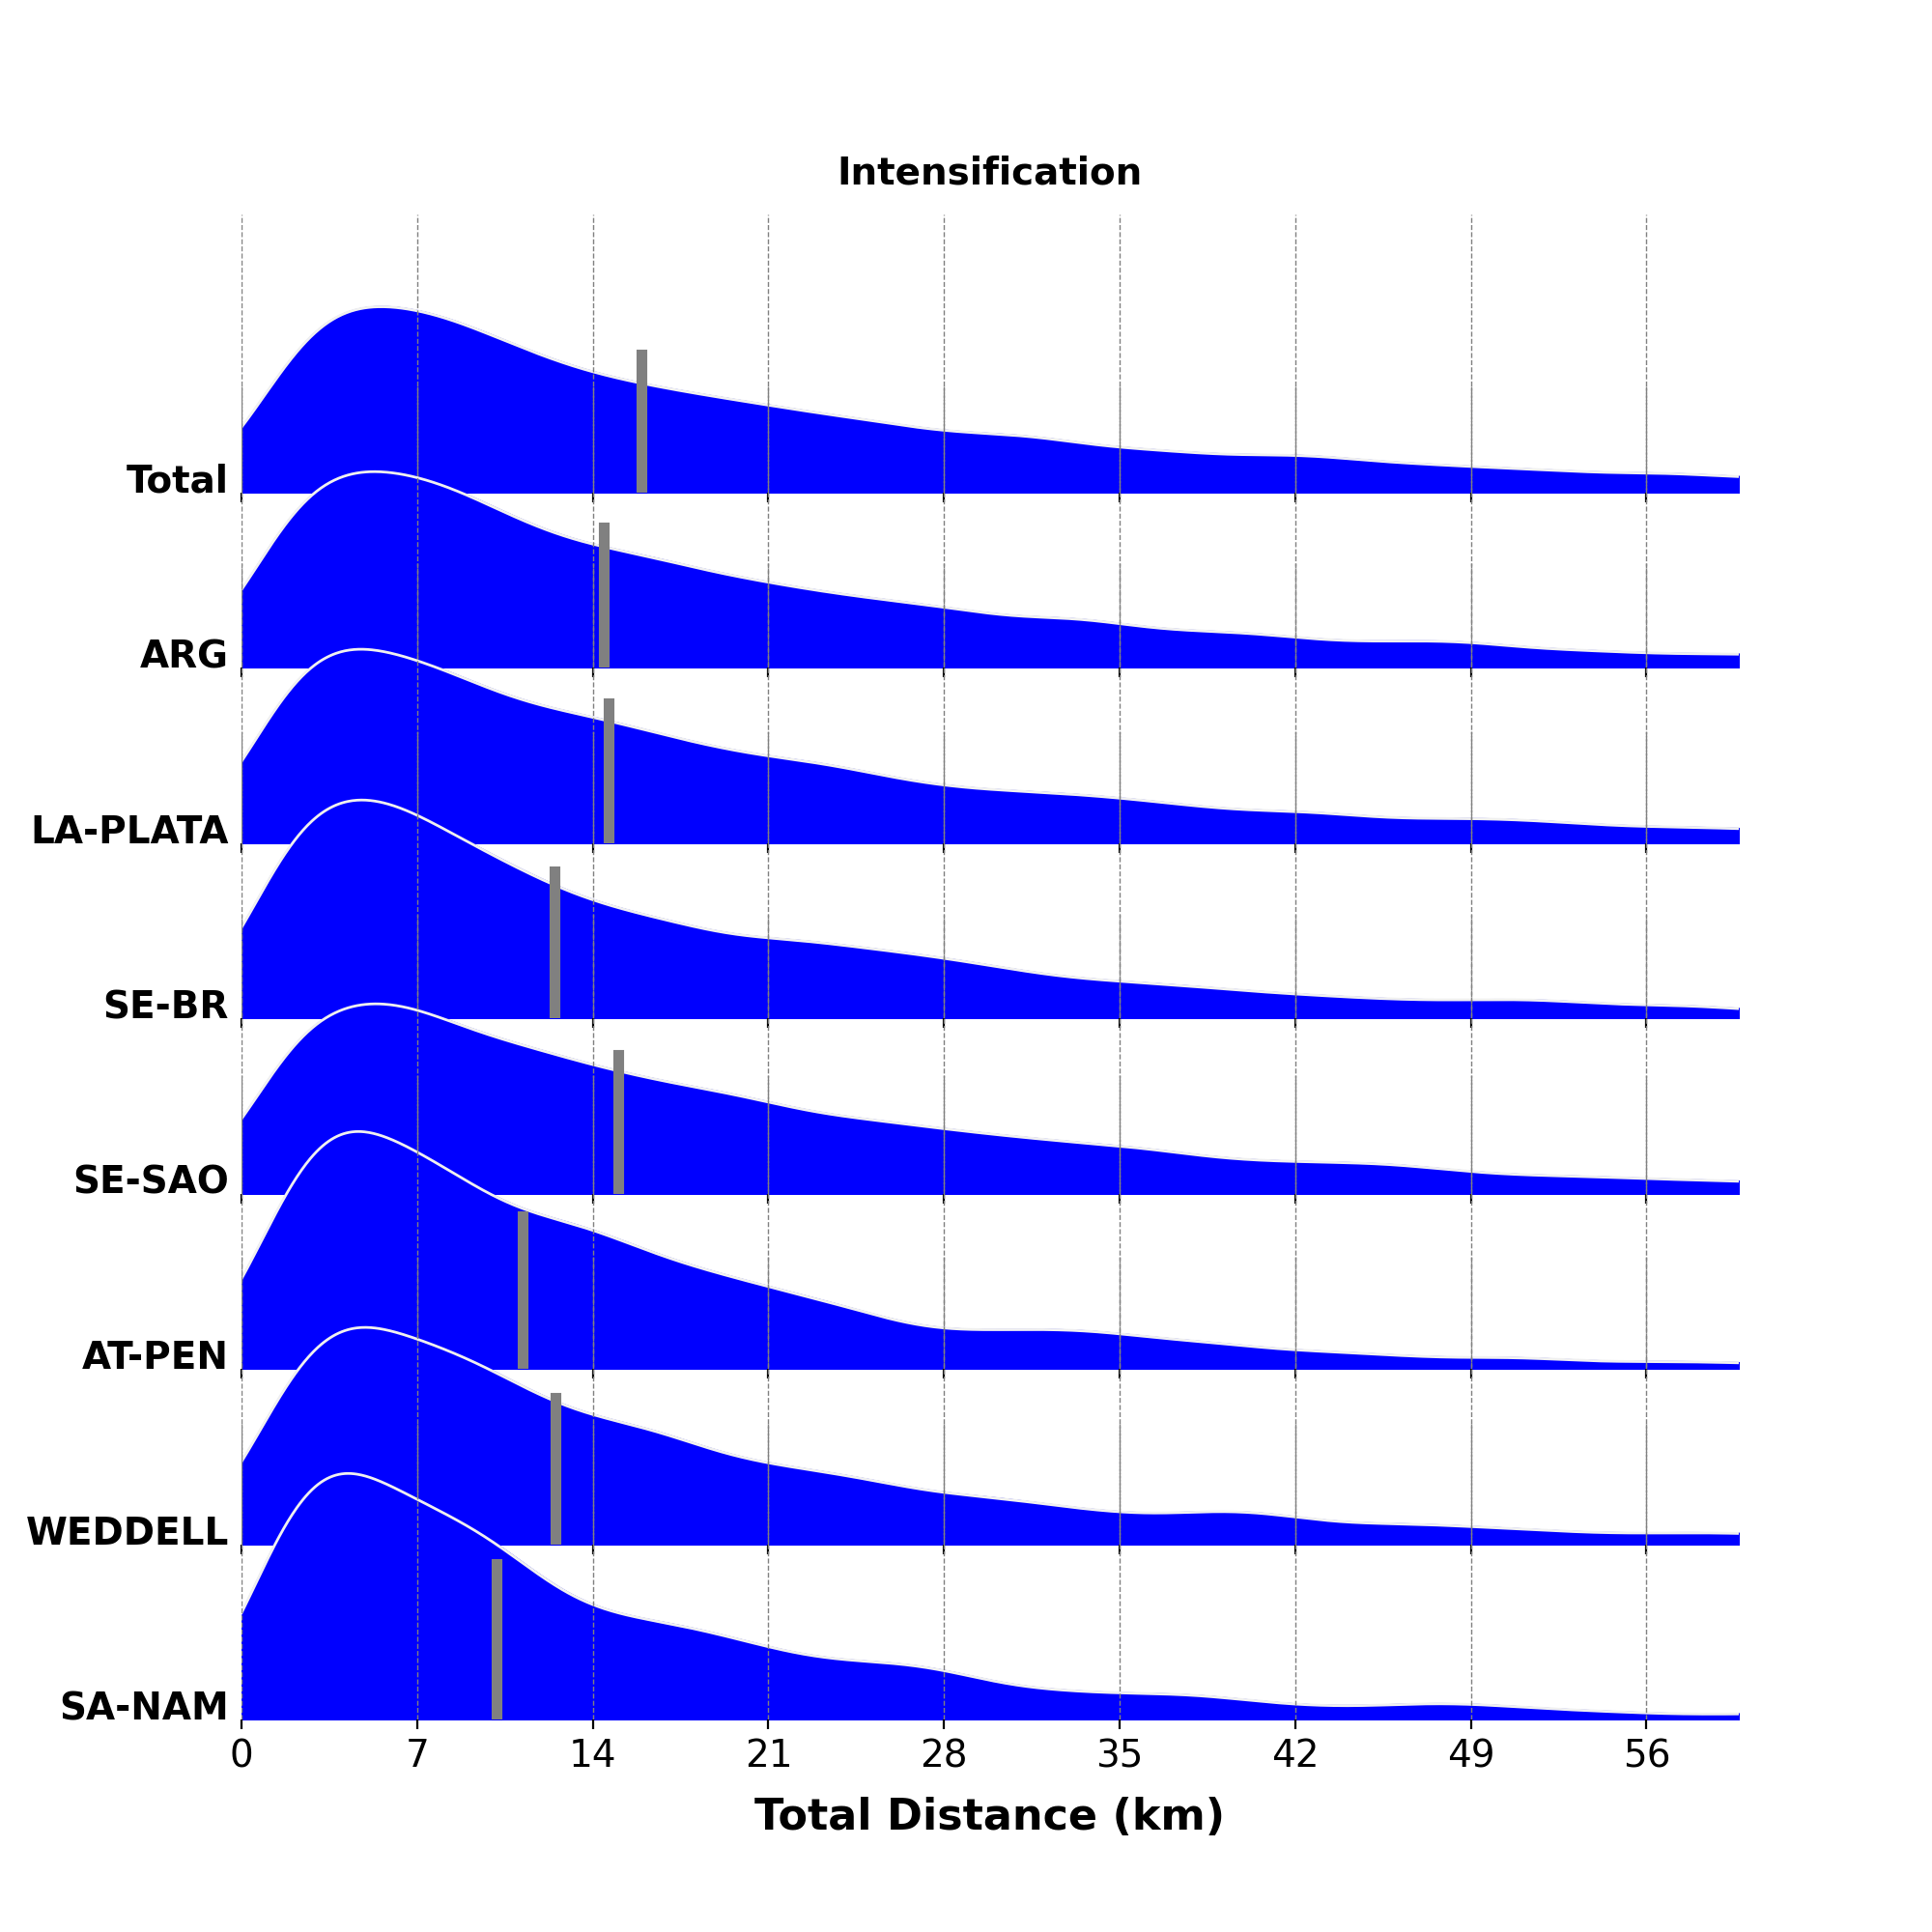 Intensification
Total
ARG
LA-PLATA
SE-BR
SE-SAO
AT-PEN
WEDDELL
SA-NAM
0 7 14 21 28 35 42 49 56
Total Distance (km)